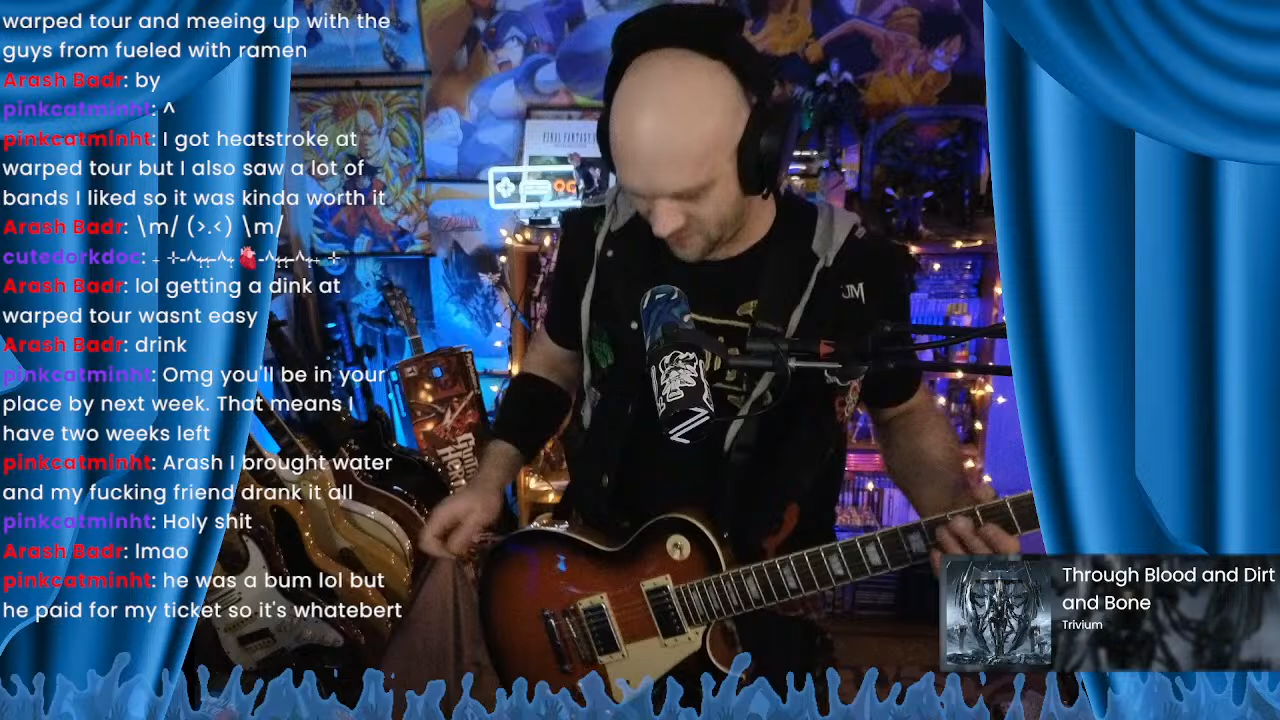 warped tour and meeing up with the
guys from fueled with ramen
Arash Badr: by
pinkcatminht: ^
pinkcatminht: I got heatstroke at
warped tour but I also saw a lot of
bands I liked so it was kinda worth it
Arash Badr: \m/ (>.<) \m/
cutedorkdoc:
Arash Badr: lol getting a dink at
warped tour wasnt easy
Arash Badr: drink
pinkcatminht: Omg you'll be in your
place by next week. That means I
have two weeks left
pinkcatminht: Arash I brought water
and my fucking friend drank it all
pinkcatminht: Holy shit
Arash Badr: lmao
pinkcatminht: he was a bum lol but
he paid for my ticket so it's whatebert
FINAL FANTASY
JM
Guitar
Hero
Through Blood and Dirt
and Bone
Trivium